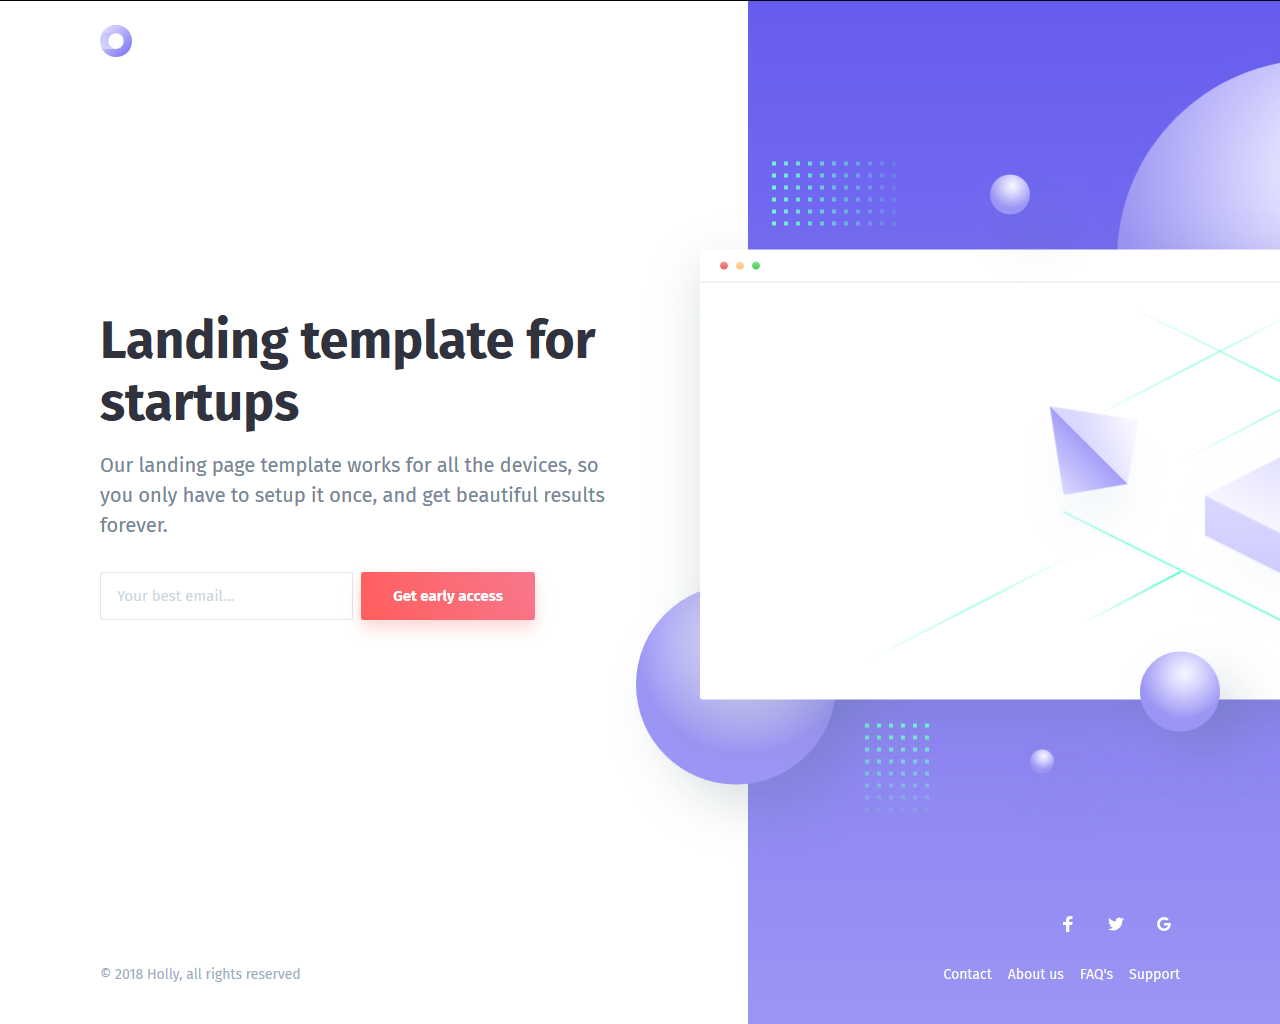 Landing template for
startups
Our landing page template works for all the devices, so
you only have to setup it once, and get beautiful results
forever.
Your best email...
Get early access
© 2018 Holly, all rights reserved
Contact About us FAQ's Support